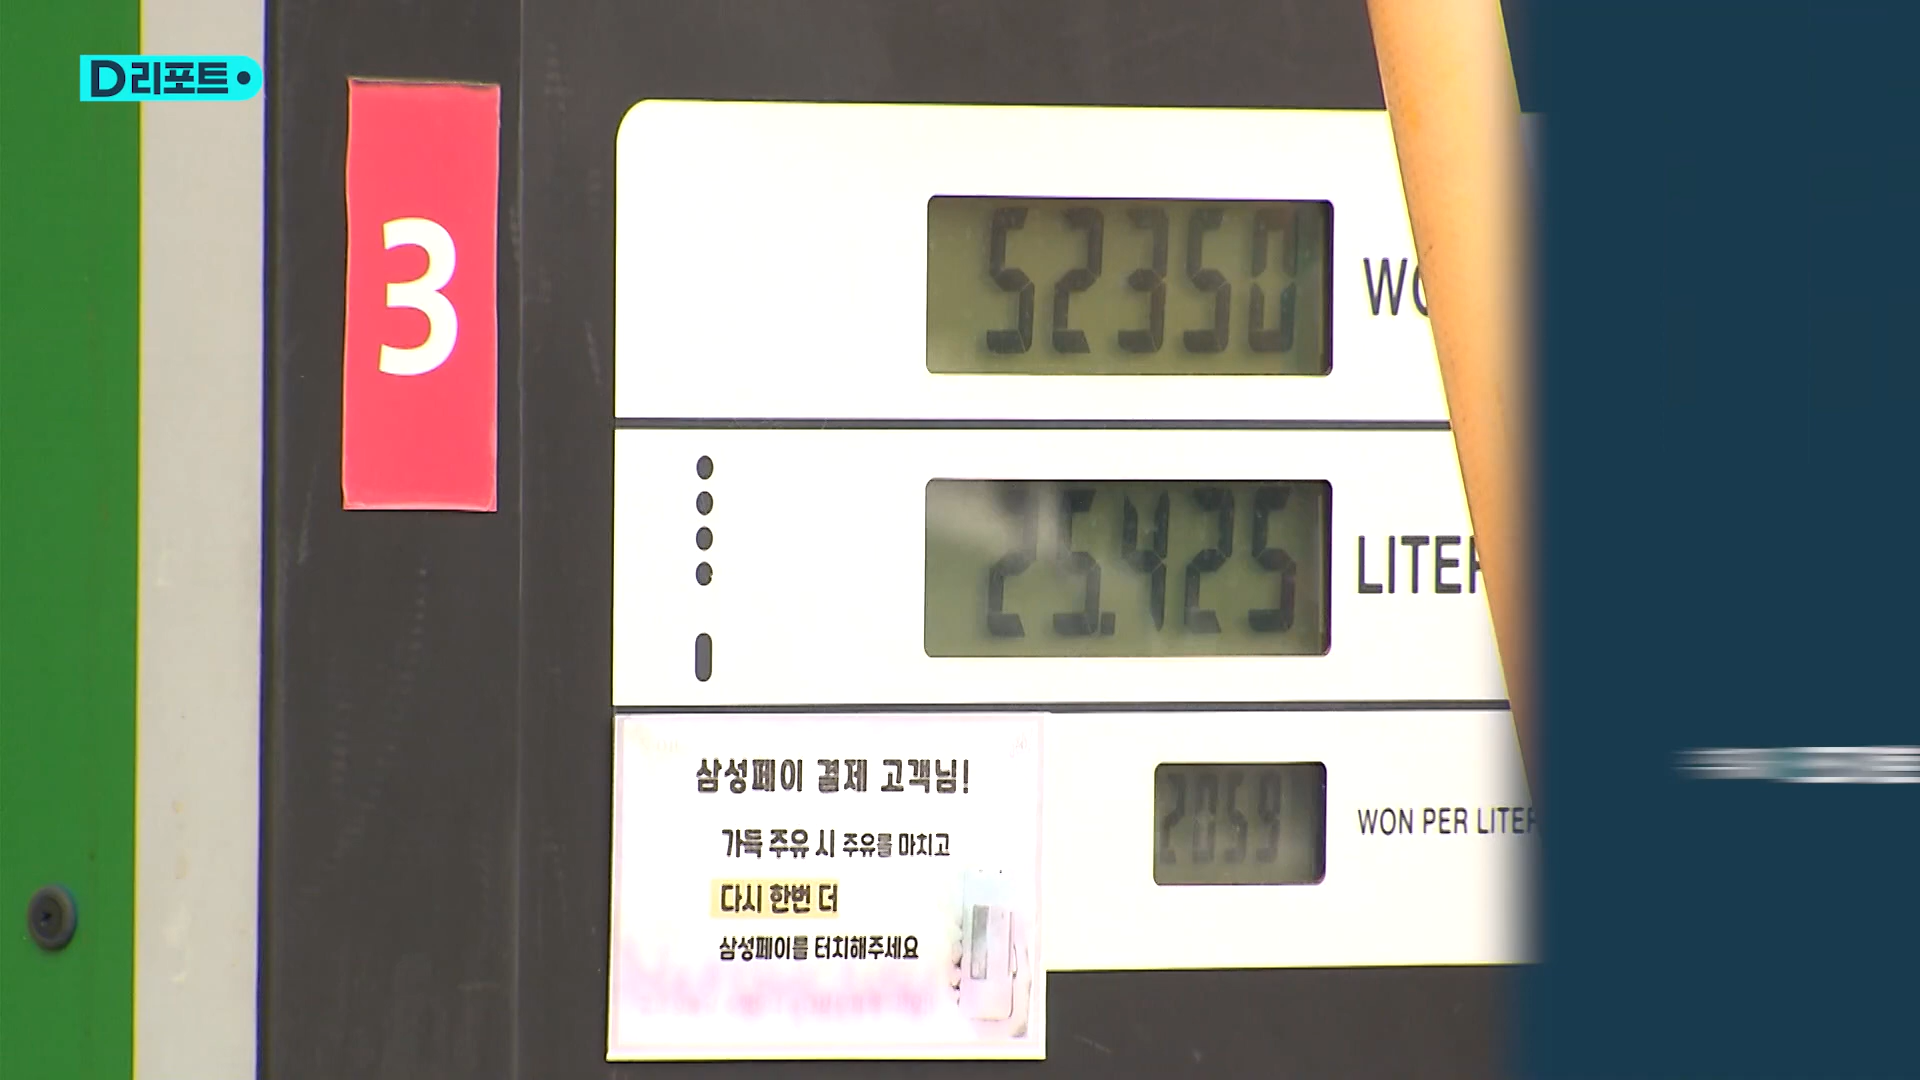 D리포트
3
52350
WO
25.425
LITER
삼성페이 결제 고객님!
가득 주유 시 주유를 마치고
다시 한번 더
삼성페이를 터치해주세요
2059
WON PER LITER